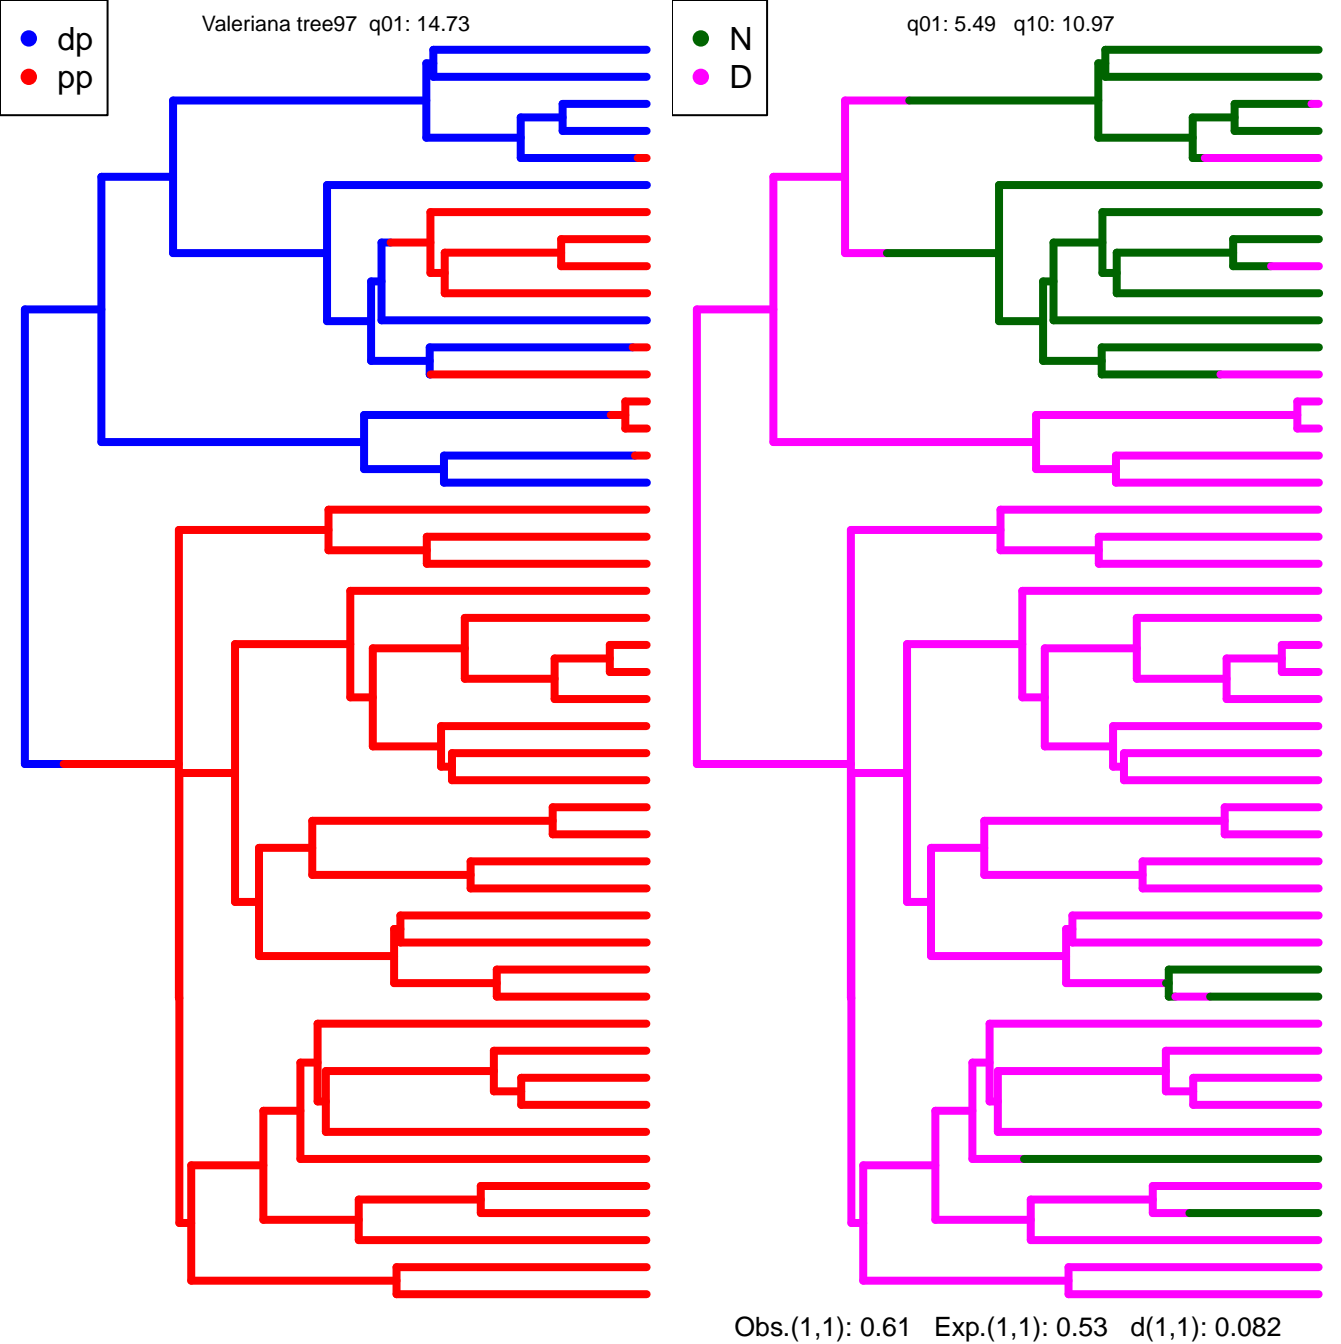 Valeriana tree97  q01: 14.73
dp
pp
q01: 5.49   q10: 10.97
N
D
Obs.(1,1): 0.61   Exp.(1,1): 0.53   d(1,1): 0.082